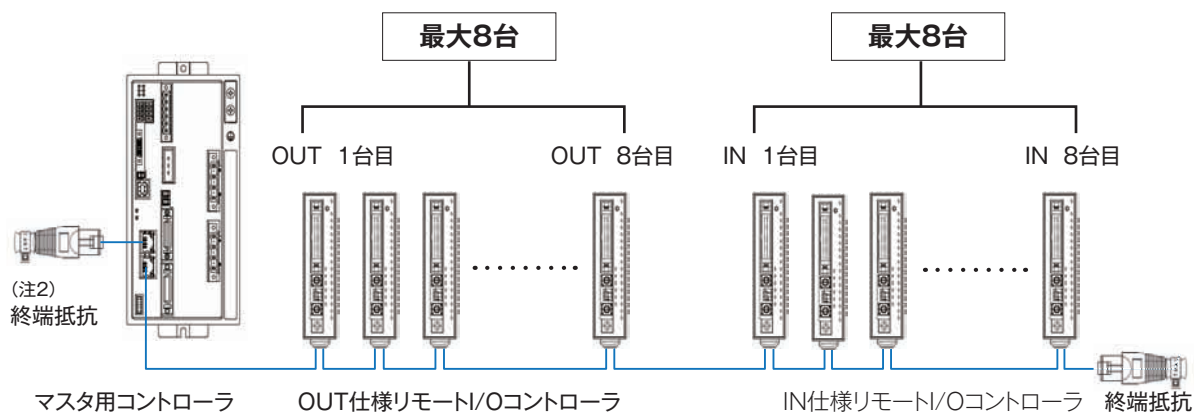 最大8台
最大8台
OUT 1台目
OUT 8台目
IN 1台目
IN 8台目
(注2)
終端抵抗
マスタ用コントローラ
OUT仕様リモートI/Oコントローラ
IN仕様リモートI/Oコントローラ
終端抵抗